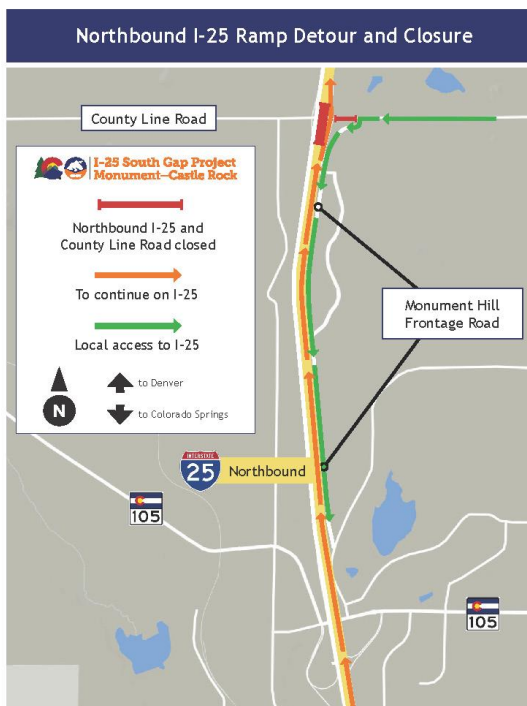 Northbound I-25 Ramp Detour and Closure
County Line Road
I-25 South Gap Project
Monument—Castle Rock
Northbound I-25 and
County Line Road closed
To continue on I-25
Local access to I-25
N
to Denver
to Colorado Springs
Monument Hill
Frontage Road
INTERSTATE
25
Northbound
105
105